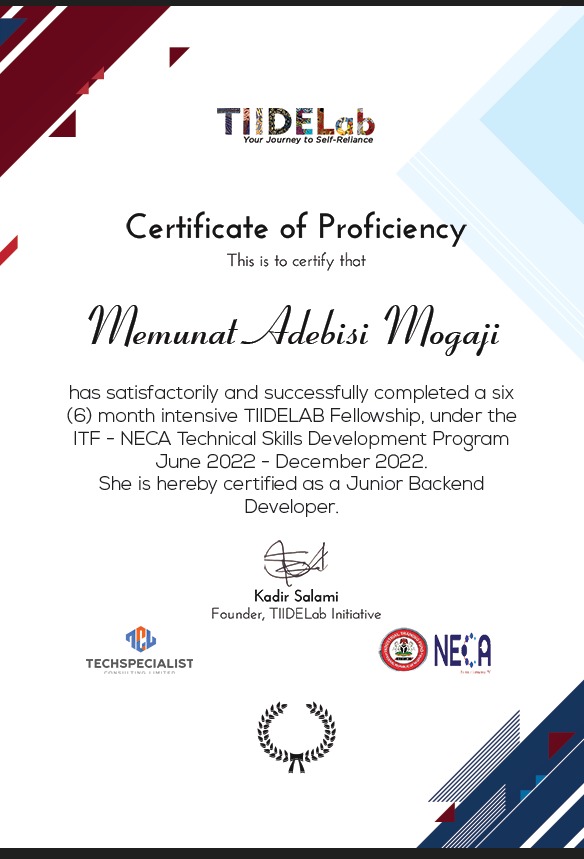 TIIDELab
Your Journey to Self-Reliance
Certificate of Proficiency
This is to certify that
Memunat Adebisi Mogaji
has satisfactorily and successfully completed a six
(6) month intensive TIIDELAB Fellowship, under the
ITF - NECA Technical Skills Development Program
June 2022 - December 2022.
She is hereby certified as a Junior Backend
Developer.
Kadir Salami
Founder, TIIDELab Initiative
TCL
TECHSPECIALIST
CONSULTING LIMITED
NECA